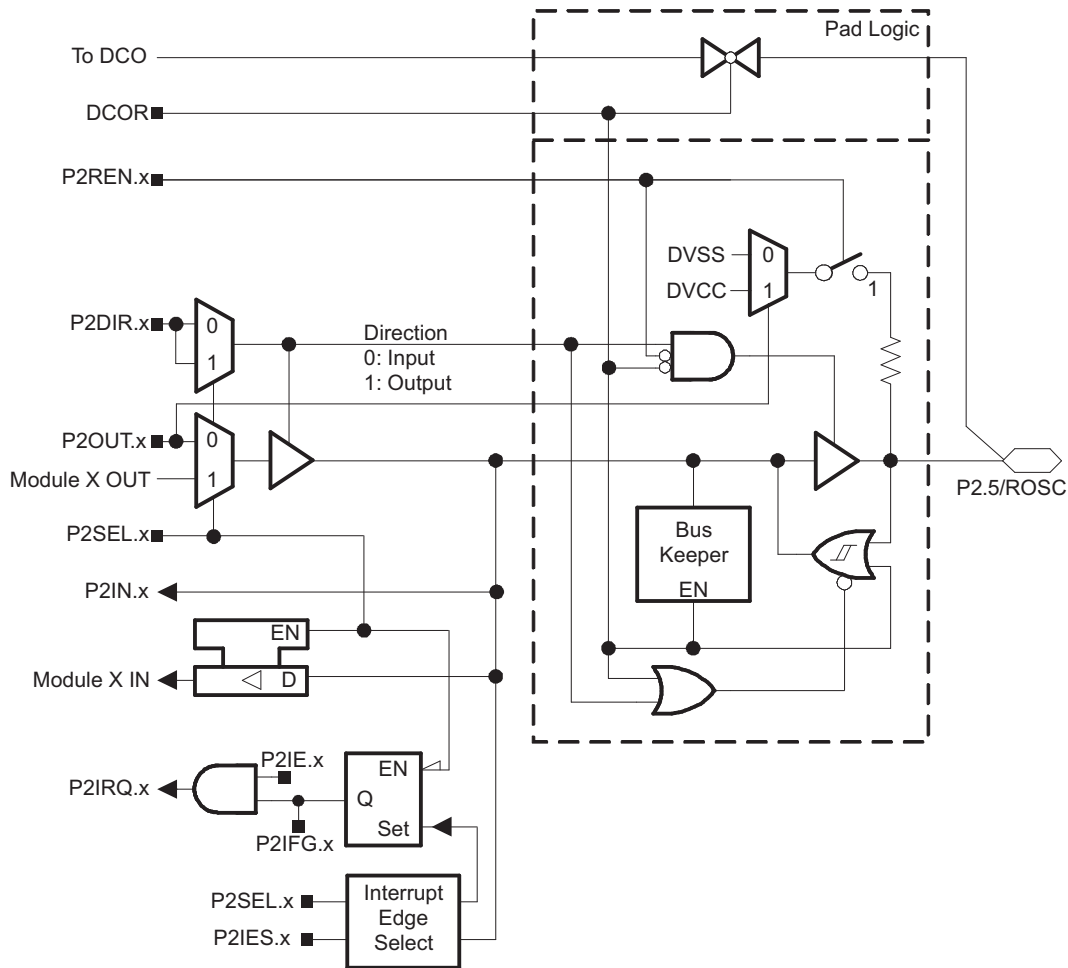 Pad Logic
To DCO
DCOR
P2REN.x
DVSS
0
DVCC
1
1
P2DIR.x
0
1
Direction
0: Input
1: Output
P2OUT.x
0
Module X OUT
1
P2.5/ROSC
P2SEL.x
Bus
Keeper
EN
P2IN.x
EN
Module X IN
D
P2IE.x
EN
P2IRQ.x
Q
Set
P2IFG.x
P2SEL.x
P2IES.x
Interrupt
Edge
Select